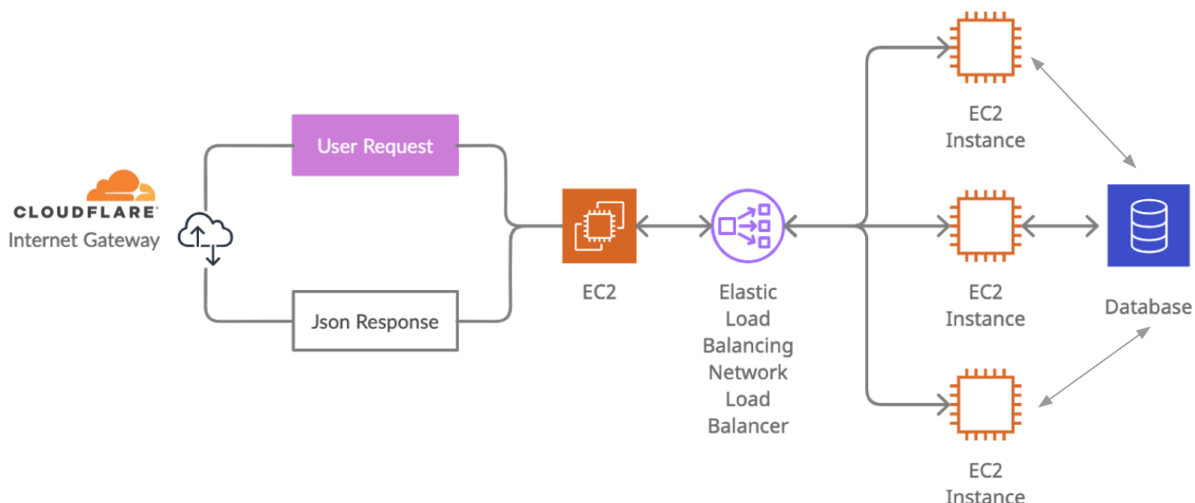 CLOUDFLARE
Internet Gateway
User Request
Json Response
EC2
Elastic
Load
Balancing
Network
Load
Balancer
EC2
Instance
EC2
Instance
EC2
Instance
Database